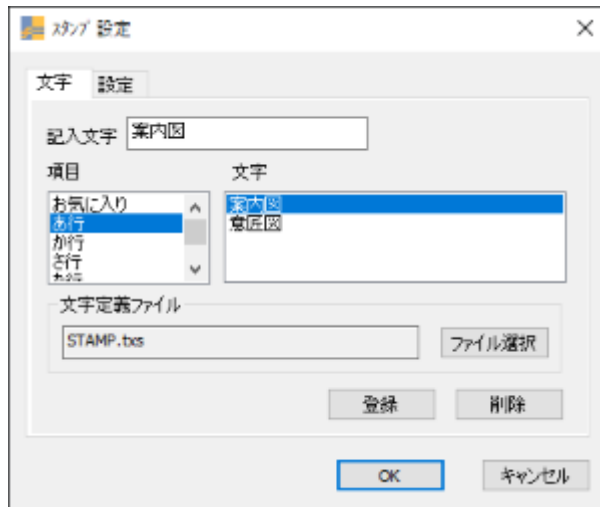 スタンプ 設定
文字 設定
記入文字 案内図
項目 文字
お気に入り
あ行
か行
さ行
案内図
意匠図
文字定義ファイル
STAMP.txs
ファイル選択
登録 削除
OK キャンセル